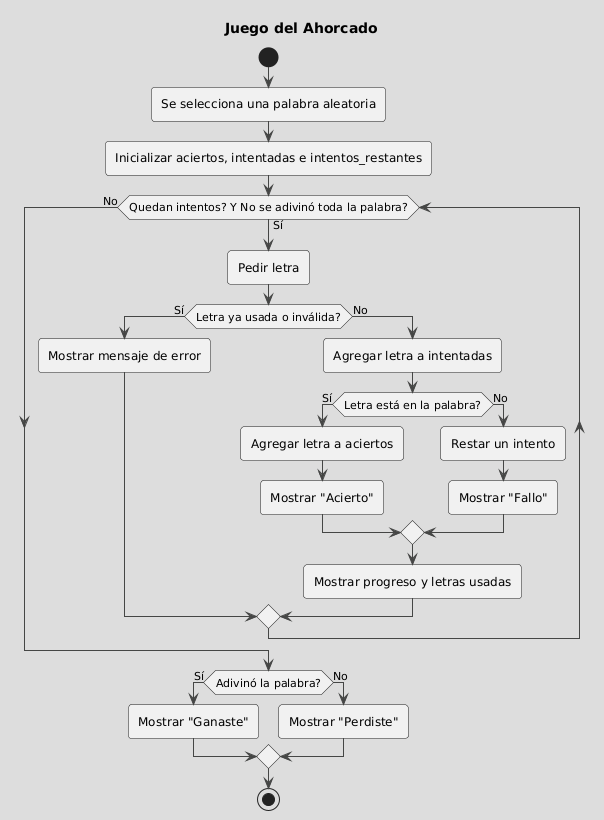 Juego del Ahorcado
Se selecciona una palabra aleatoria
Inicializar aciertos, intentadas e intentos_restantes
No
Quedan intentos? Y No se adivinó toda la palabra?
Sí
Pedir letra
Sí
Letra ya usada o inválida?
No
Mostrar mensaje de error
Agregar letra a intentadas
Sí
Letra está en la palabra?
No
Agregar letra a aciertos
Restar un intento
Mostrar "Acierto"
Mostrar "Fallo"
Mostrar progreso y letras usadas
Sí
Adivinó la palabra?
No
Mostrar "Ganaste"
Mostrar "Perdiste"